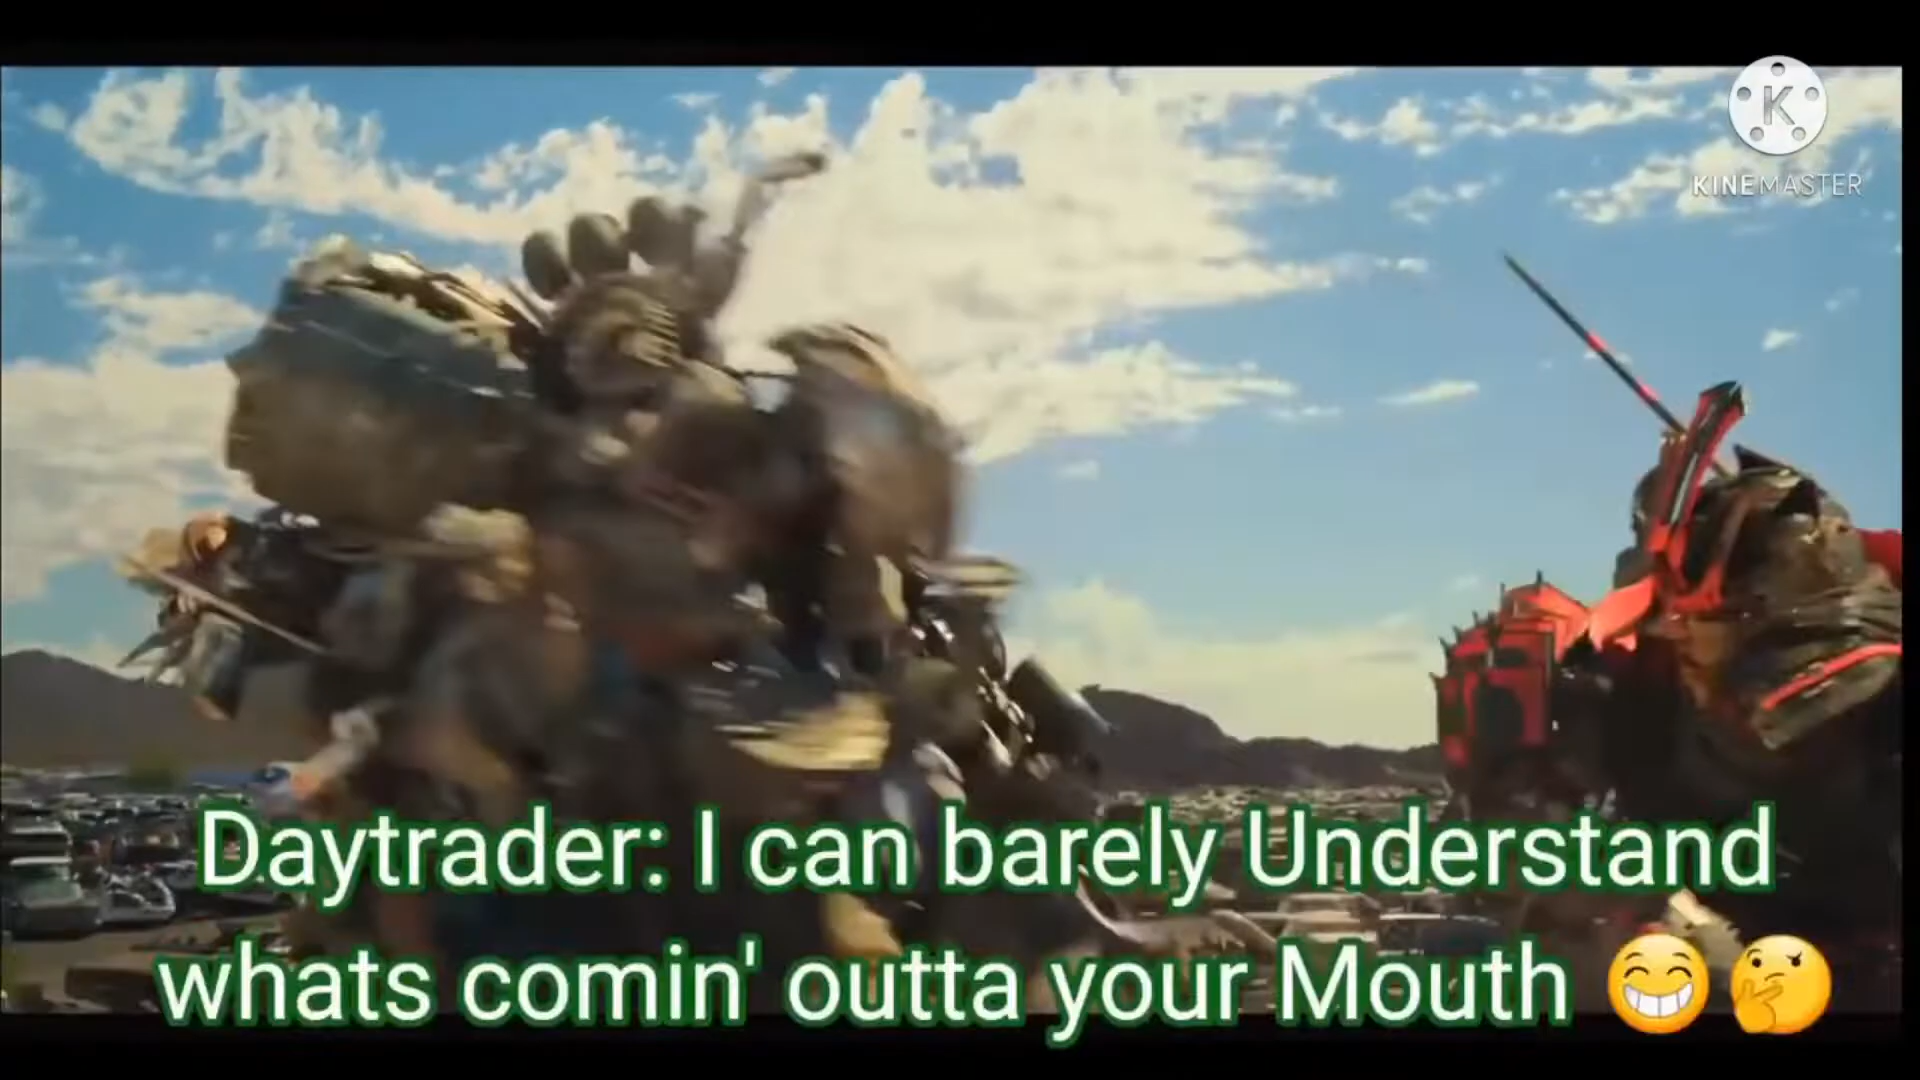 K
KINEMASTER
Daytrader: I can barely Understand
whats comin' outta your Mouth 😁🤔